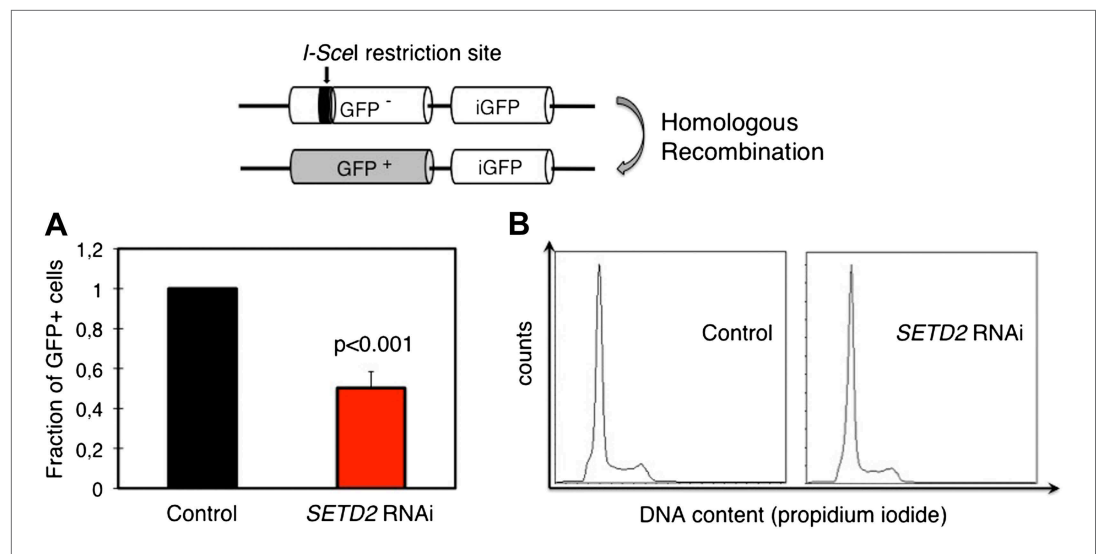 I-SceI restriction site
GFP - iGFP
GFP + iGFP
Homologous
Recombination
A
Fraction of GFP+ cells
1,2
1
0,8
0,6
0,4
0,2
0
p<0.001
Control
SETD2 RNAi
B
counts
Control
SETD2 RNAi
DNA content (propidium iodide)